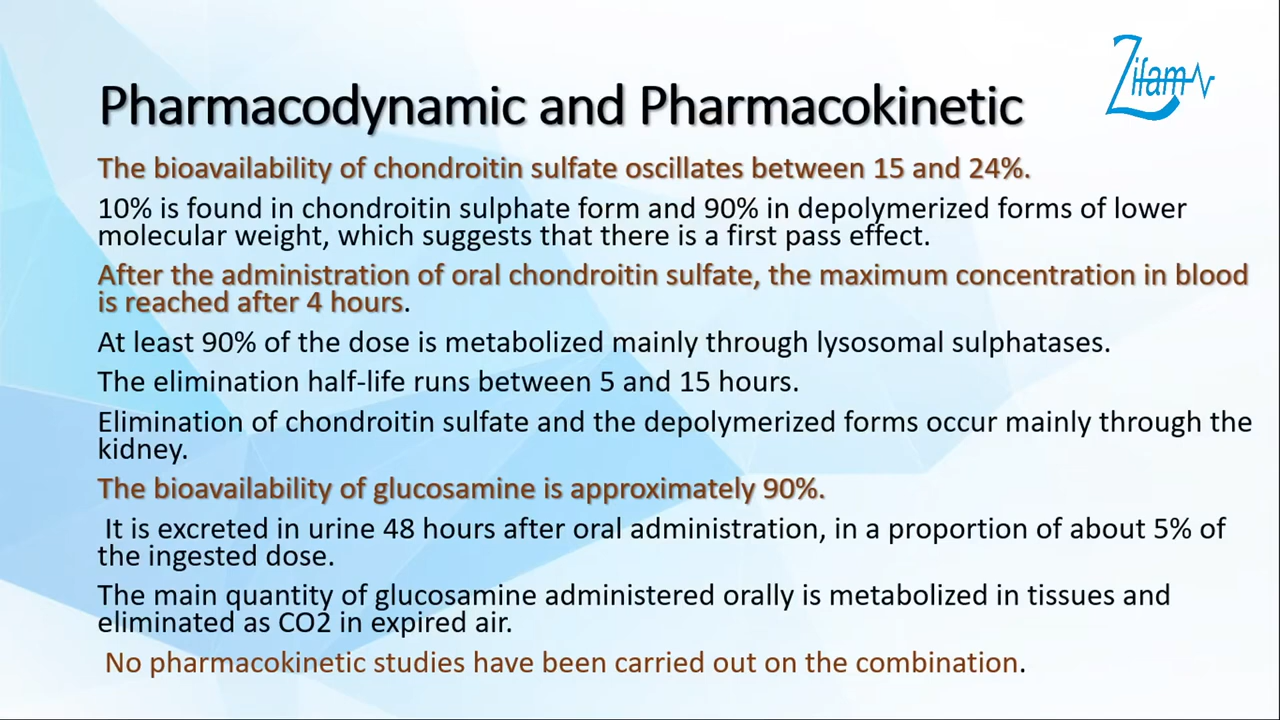 Zifam
Pharmacodynamic and Pharmacokinetic
The bioavailability of chondroitin sulfate oscillates between 15 and 24%.
10% is found in chondroitin sulphate form and 90% in depolymerized forms of lower
molecular weight, which suggests that there is a first pass effect.
After the administration of oral chondroitin sulfate, the maximum concentration in blood
is reached after 4 hours.
At least 90% of the dose is metabolized mainly through lysosomal sulphatases.
The elimination half-life runs between 5 and 15 hours.
Elimination of chondroitin sulfate and the depolymerized forms occur mainly through the
kidney.
The bioavailability of glucosamine is approximately 90%.
It is excreted in urine 48 hours after oral administration, in a proportion of about 5% of
the ingested dose.
The main quantity of glucosamine administered orally is metabolized in tissues and
eliminated as CO2 in expired air.
No pharmacokinetic studies have been carried out on the combination.